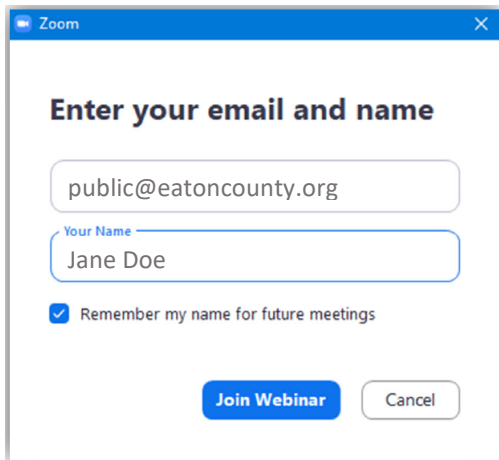 Zoom
Enter your email and name
public@eatoncounty.org
Your Name
Jane Doe
Remember my name for future meetings
Join Webinar Cancel